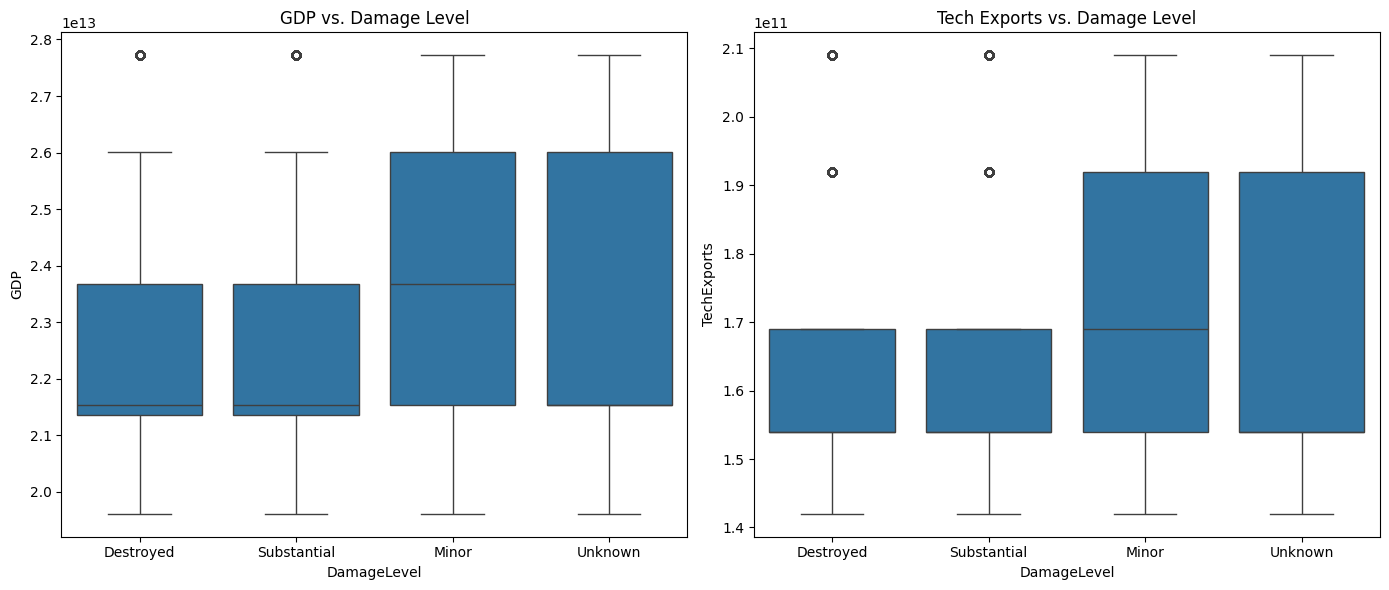 GDP vs. Damage Level
1e13
2.8
2.7
2.6
2.5
2.4
2.3
2.2
2.1
2.0
GDP
Destroyed Substantial Minor Unknown
DamageLevel
Tech Exports vs. Damage Level
1e11
2.1
2.0
1.9
1.8
1.7
1.6
1.5
1.4
TechExports
Destroyed Substantial Minor Unknown
DamageLevel